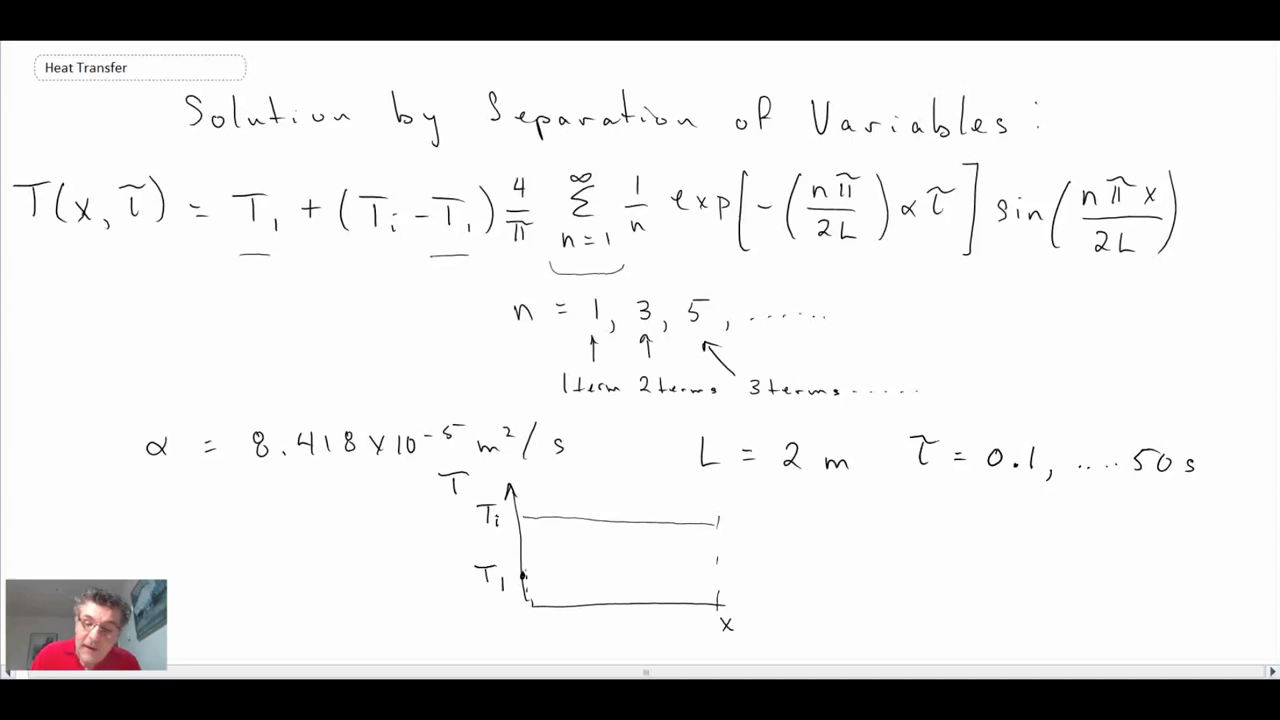 Heat Transfer
Solution by Separation of Variables :
T(x, τ) = T₁ + (Tᵢ - T₁) 4/π ∞ Σ n=1 1/n exp[-(nπ/2L) ατ] sin(nπx/2L)
n = 1, 3, 5, ......
1 term 2 terms 3 terms .....
α = 8.418 x 10⁻⁵ m²/s L = 2 m τ = 0.1, .... 50 s
T
Tᵢ
T₁
x